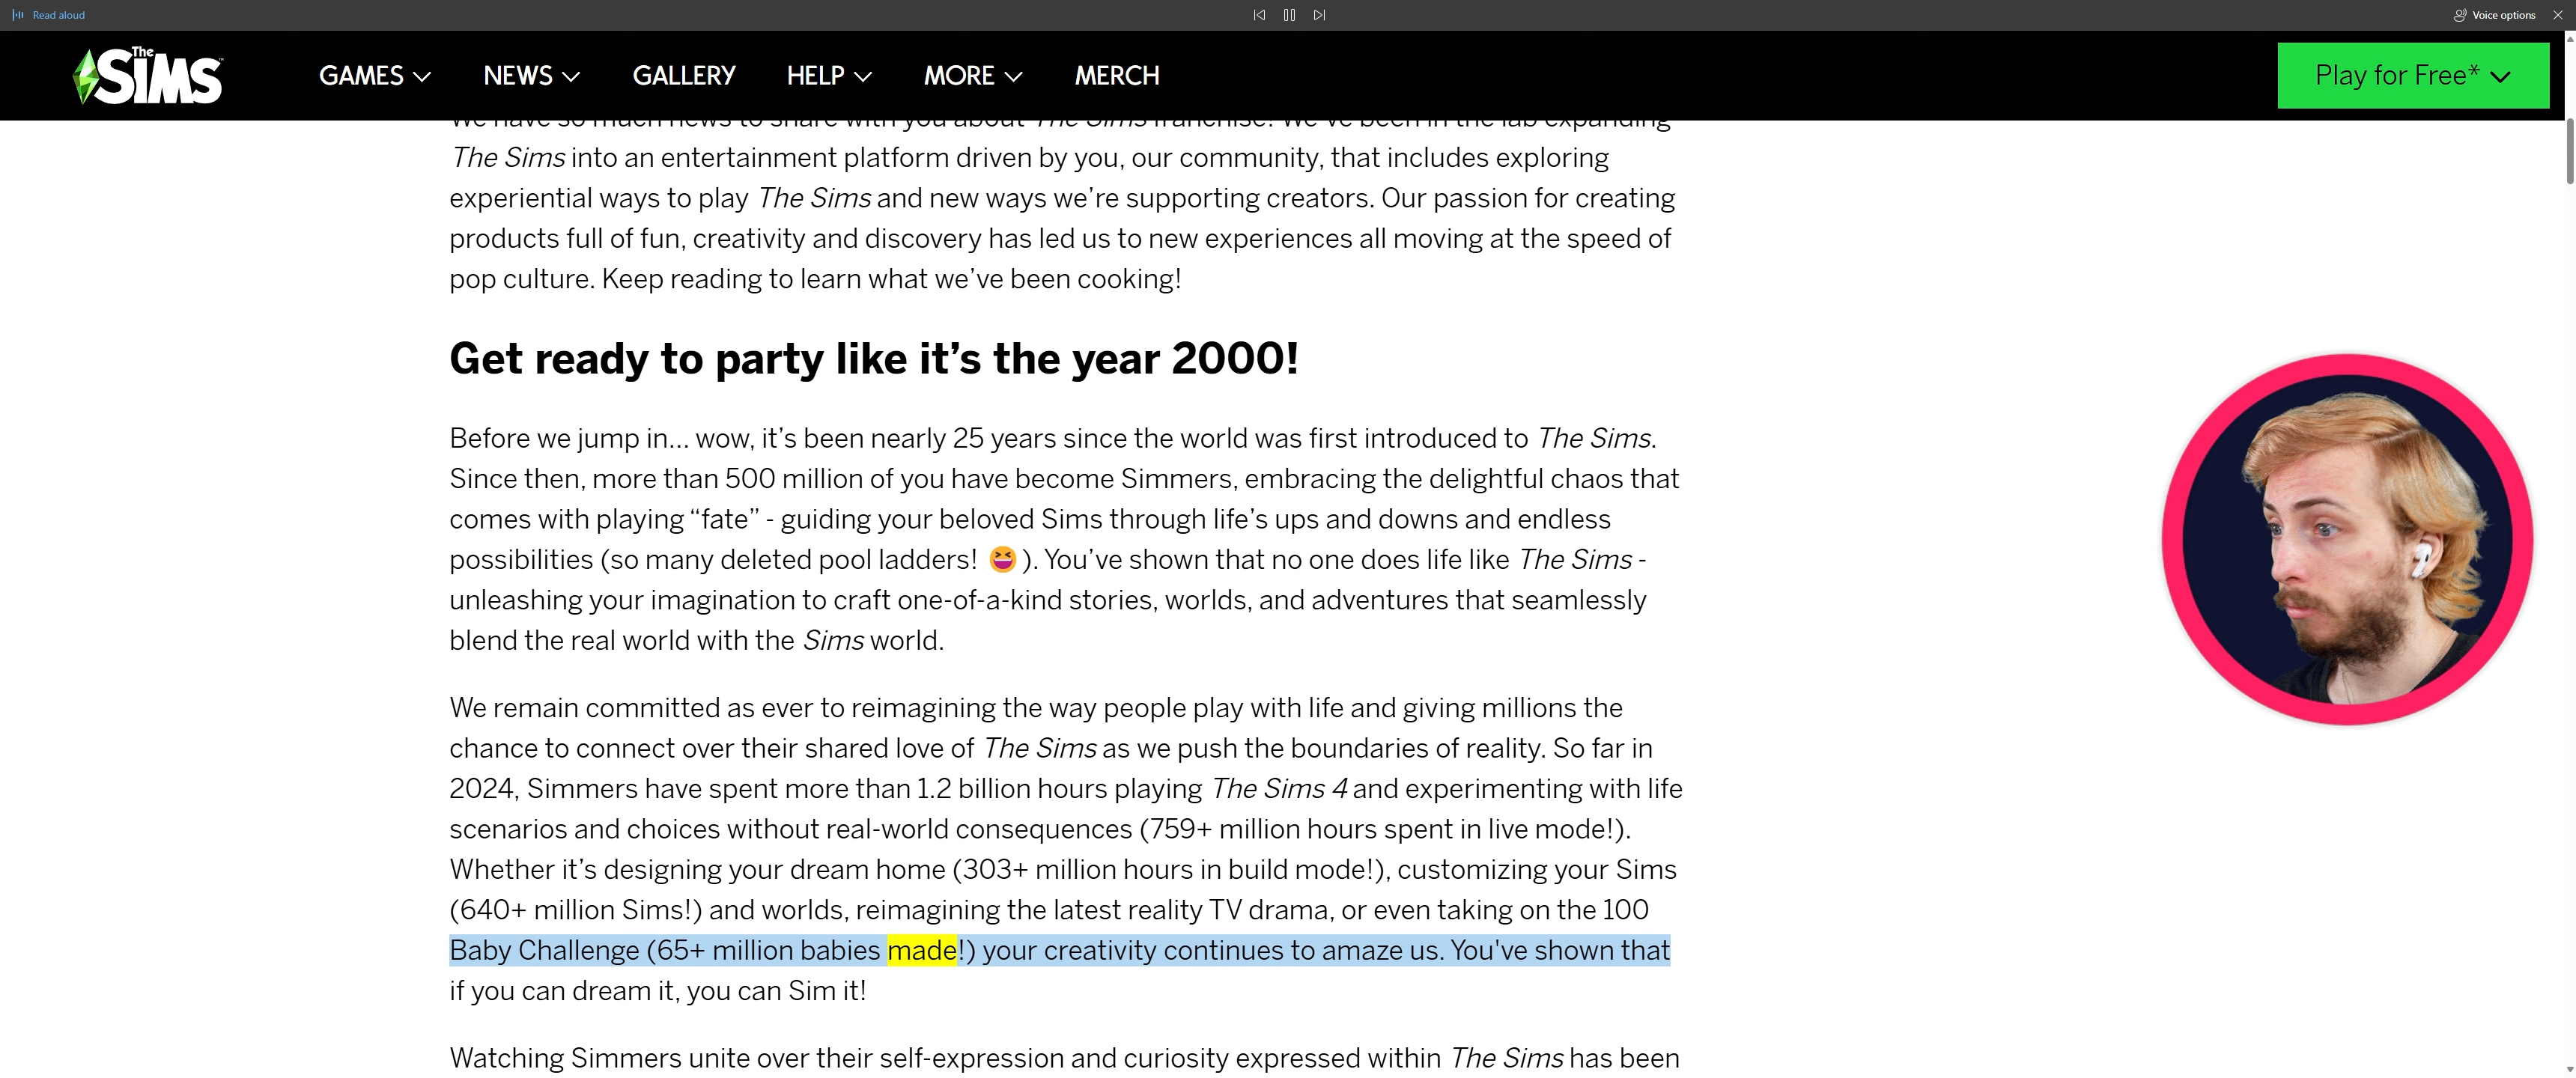 Read aloud
Voice options
The SIMS
GAMES
NEWS
GALLERY
HELP
MORE
MERCH
Play for Free*
We have so much news to share with you about The Sims franchise! We've been in the lab expanding
The Sims into an entertainment platform driven by you, our community, that includes exploring
experiential ways to play The Sims and new ways we’re supporting creators. Our passion for creating
products full of fun, creativity and discovery has led us to new experiences all moving at the speed of
pop culture. Keep reading to learn what we’ve been cooking!
Get ready to party like it’s the year 2000!
Before we jump in... wow, it’s been nearly 25 years since the world was first introduced to The Sims.
Since then, more than 500 million of you have become Simmers, embracing the delightful chaos that
comes with playing “fate” - guiding your beloved Sims through life’s ups and downs and endless
possibilities (so many deleted pool ladders! 😆 ). You’ve shown that no one does life like The Sims -
unleashing your imagination to craft one-of-a-kind stories, worlds, and adventures that seamlessly
blend the real world with the Sims world.
We remain committed as ever to reimagining the way people play with life and giving millions the
chance to connect over their shared love of The Sims as we push the boundaries of reality. So far in
2024, Simmers have spent more than 1.2 billion hours playing The Sims 4 and experimenting with life
scenarios and choices without real-world consequences (759+ million hours spent in live mode!).
Whether it’s designing your dream home (303+ million hours in build mode!), customizing your Sims
(640+ million Sims!) and worlds, reimagining the latest reality TV drama, or even taking on the 100
Baby Challenge (65+ million babies made!) your creativity continues to amaze us. You've shown that
if you can dream it, you can Sim it!
Watching Simmers unite over their self-expression and curiosity expressed within The Sims has been